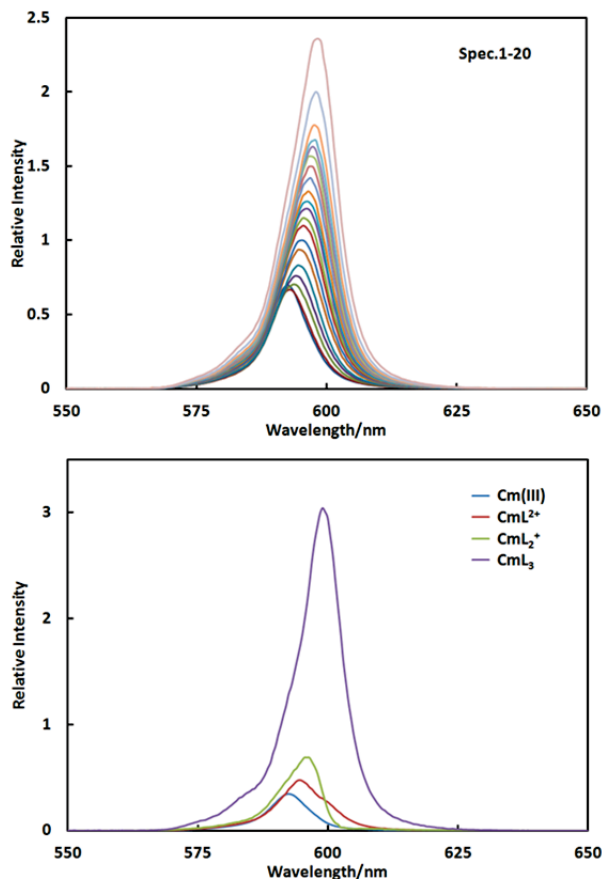 2.5
Spec.1-20
2
1.5
1
0.5
0
Relative Intensity
550
575
600
625
650
Wavelength/nm
3
2
1
0
Relative Intensity
Cm(III)
CmL²⁺
CmL₂⁺
CmL₃
550
575
600
625
650
Wavelength/nm